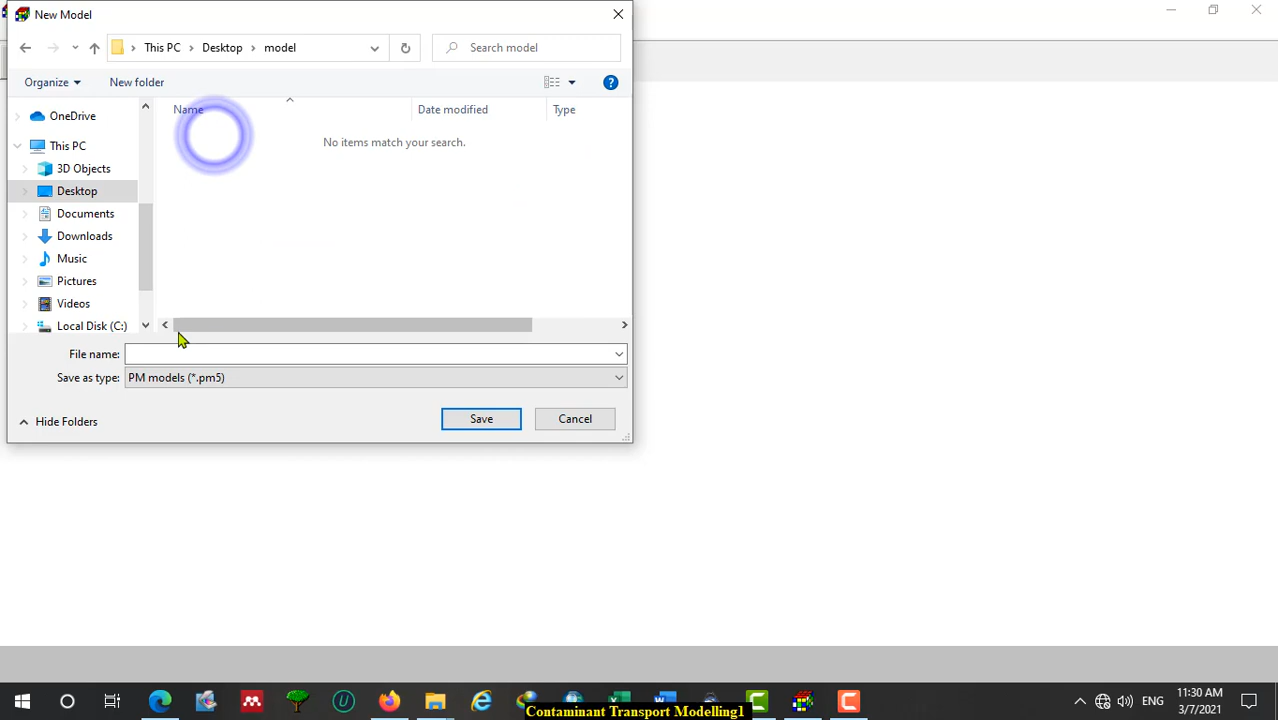 New Model
This PC
Desktop
model
Search model
Organize
New folder
Name
Date modified
Type
OneDrive
No items match your search.
This PC
3D Objects
Desktop
Documents
Downloads
Music
Pictures
Videos
Local Disk (C:)
File name:
Save as type:
PM models (*.pm5)
Hide Folders
Save
Cancel
ENG
11:30 AM
3/7/2021
Contaminant Transport Modelling1